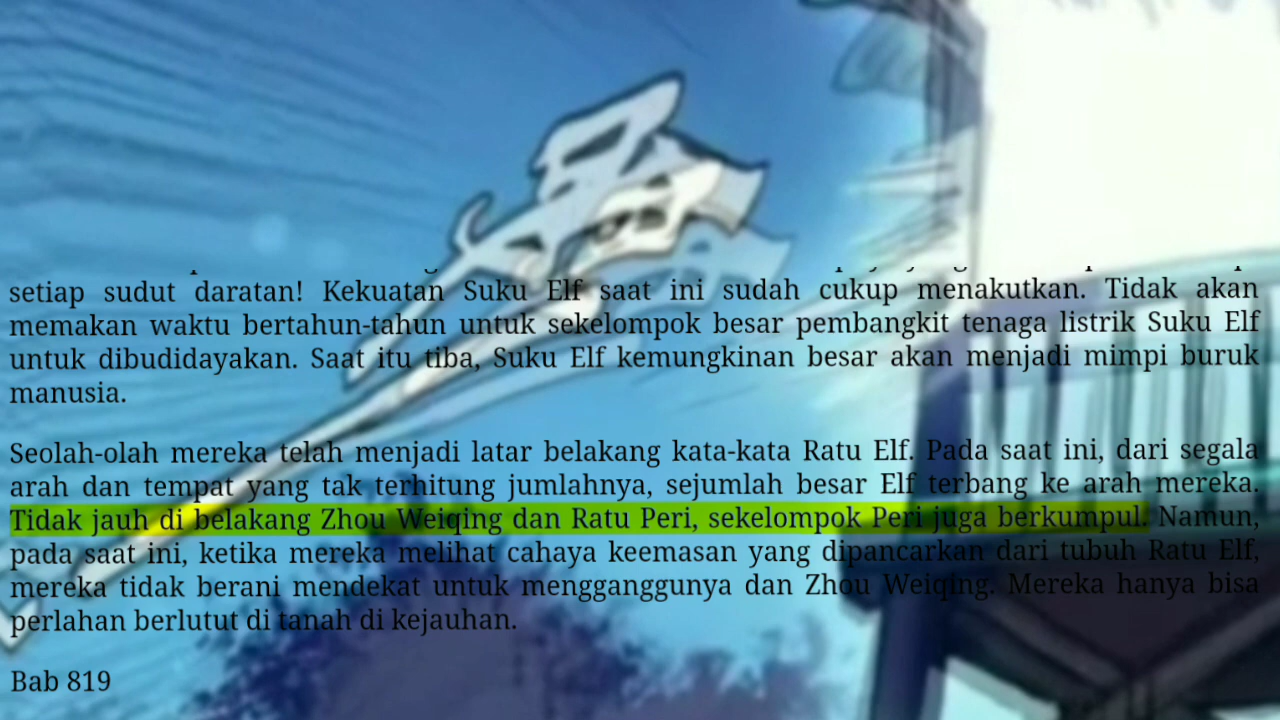 setiap sudut daratan! Kekuatan Suku Elf saat ini sudah cukup menakutkan. Tidak akan
memakan waktu bertahun-tahun untuk sekelompok besar pembangkit tenaga listrik Suku Elf
untuk dibudidayakan. Saat itu tiba, Suku Elf kemungkinan besar akan menjadi mimpi buruk
manusia.
Seolah-olah mereka telah menjadi latar belakang kata-kata Ratu Elf. Pada saat ini, dari segala
arah dan tempat yang tak terhitung jumlahnya, sejumlah besar Elf terbang ke arah mereka.
Tidak jauh di belakang Zhou Weiqing dan Ratu Peri, sekelompok Peri juga berkumpul. Namun,
pada saat ini, ketika mereka melihat cahaya keemasan yang dipancarkan dari tubuh Ratu Elf,
mereka tidak berani mendekat untuk mengganggunya dan Zhou Weiqing. Mereka hanya bisa
perlahan berlutut di tanah di kejauhan.
Bab 819